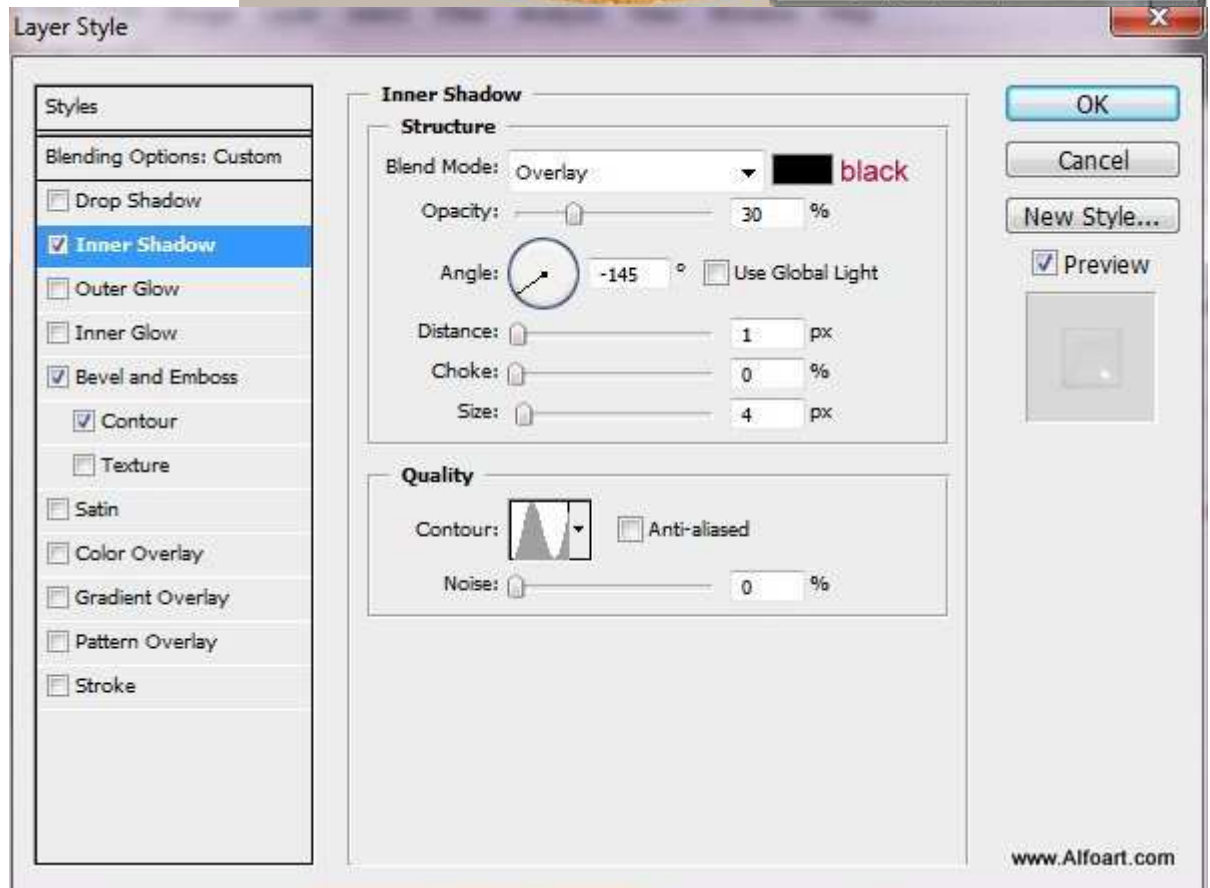 Layer Style
Styles
Blending Options: Custom
Drop Shadow
Inner Shadow
Outer Glow
Inner Glow
Bevel and Emboss
Contour
Texture
Satin
Color Overlay
Gradient Overlay
Pattern Overlay
Stroke
Inner Shadow
Structure
Blend Mode: Overlay black
Opacity: 30 %
Angle: -145 ° Use Global Light
Distance: 1 px
Choke: 0 %
Size: 4 px
Quality
Contour: Anti-aliased
Noise: 0 %
OK
Cancel
New Style...
Preview
www.Alfoart.com